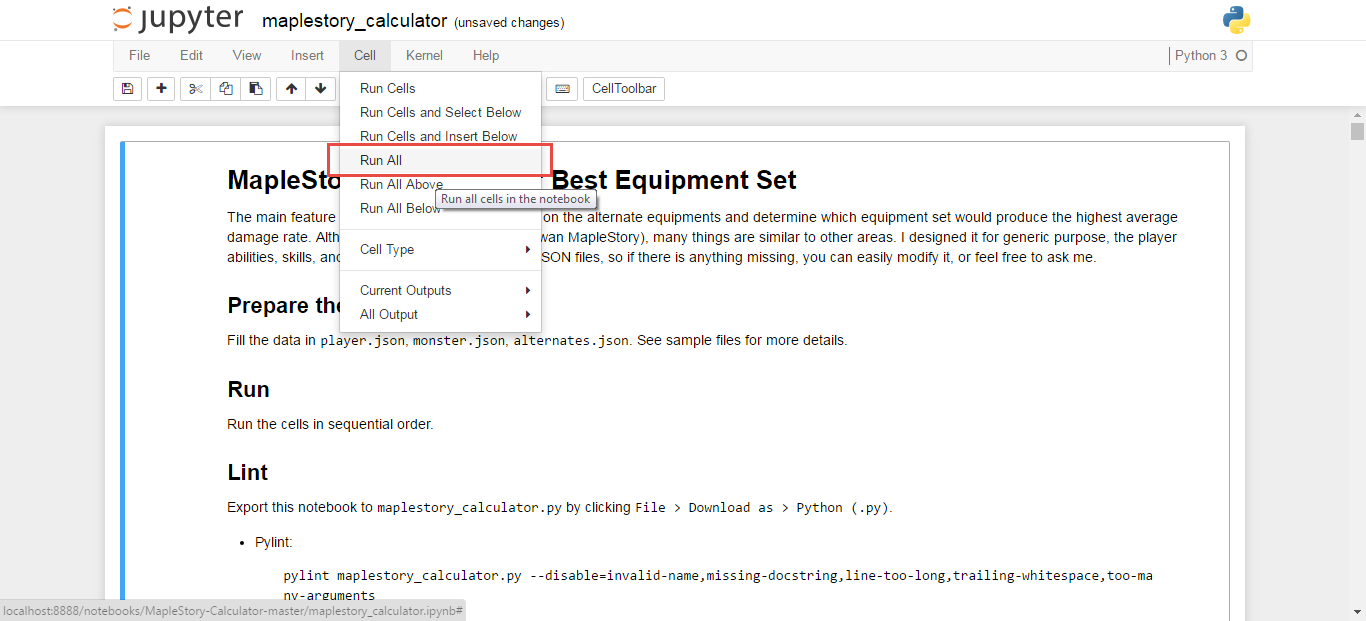 jupyter maplestory_calculator (unsaved changes)
File Edit View Insert Cell Kernel Help Python 3
CellToolbar
Run Cells
Run Cells and Select Below
Run Cells and Insert Below
Run All
Run All Above
Run all cells in the notebook
Run All Below
Cell Type
Current Outputs
All Output
MapleSto Best Equipment Set
The main feature on the alternate equipments and determine which equipment set would produce the highest average
damage rate. Alth wan MapleStory), many things are similar to other areas. I designed it for generic purpose, the player
abilities, skills, and SON files, so if there is anything missing, you can easily modify it, or feel free to ask me.
Prepare the
Fill the data in player.json, monster.json, alternates.json. See sample files for more details.
Run
Run the cells in sequential order.
Lint
Export this notebook to maplestory_calculator.py by clicking File > Download as > Python (.py).
• Pylint:
pylint maplestory_calculator.py --disable=invalid-name,missing-docstring,line-too-long,trailing-whitespace,too-ma
ny-arguments
localhost:8888/notebooks/MapleStory-Calculator-master/maplestory_calculator.ipynb#